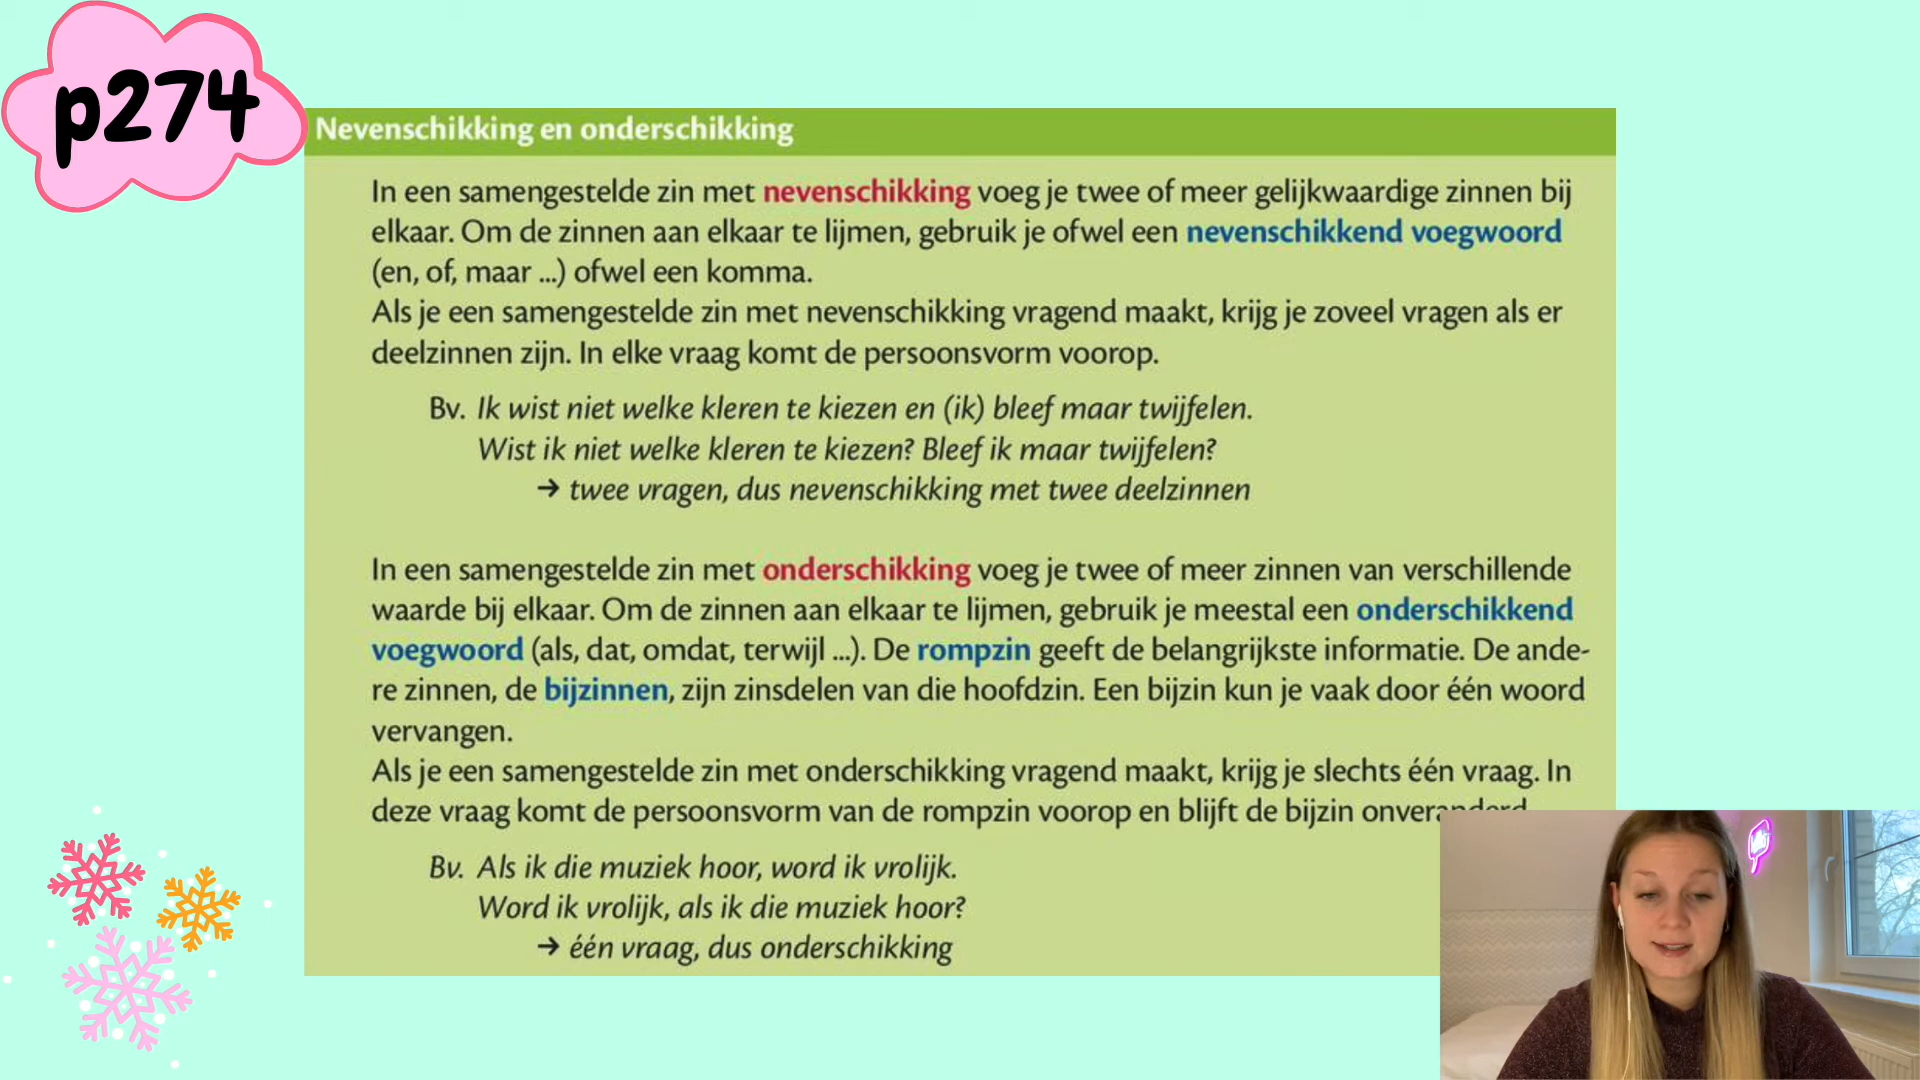 p274
Nevenschikking en onderschikking
In een samengestelde zin met nevenschikking voeg je twee of meer gelijkwaardige zinnen bij
elkaar. Om de zinnen aan elkaar te lijmen, gebruik je ofwel een nevenschikkend voegwoord
(en, of, maar ...) ofwel een komma.
Als je een samengestelde zin met nevenschikking vragend maakt, krijg je zoveel vragen als er
deelzinnen zijn. In elke vraag komt de persoonsvorm voorop.
Bv. Ik wist niet welke kleren te kiezen en (ik) bleef maar twijfelen.
Wist ik niet welke kleren te kiezen? Bleef ik maar twijfelen?
→ twee vragen, dus nevenschikking met twee deelzinnen
In een samengestelde zin met onderschikking voeg je twee of meer zinnen van verschillende
waarde bij elkaar. Om de zinnen aan elkaar te lijmen, gebruik je meestal een onderschikkend
voegwoord (als, dat, omdat, terwijl ...). De rompzin geeft de belangrijkste informatie. De ande-
re zinnen, de bijzinnen, zijn zinsdelen van die hoofdzin. Een bijzin kun je vaak door één woord
vervangen.
Als je een samengestelde zin met onderschikking vragend maakt, krijg je slechts één vraag. In
deze vraag komt de persoonsvorm van de rompzin voorop en blijft de bijzin onveranderd.
Bv. Als ik die muziek hoor, word ik vrolijk.
Word ik vrolijk, als ik die muziek hoor?
→ één vraag, dus onderschikking